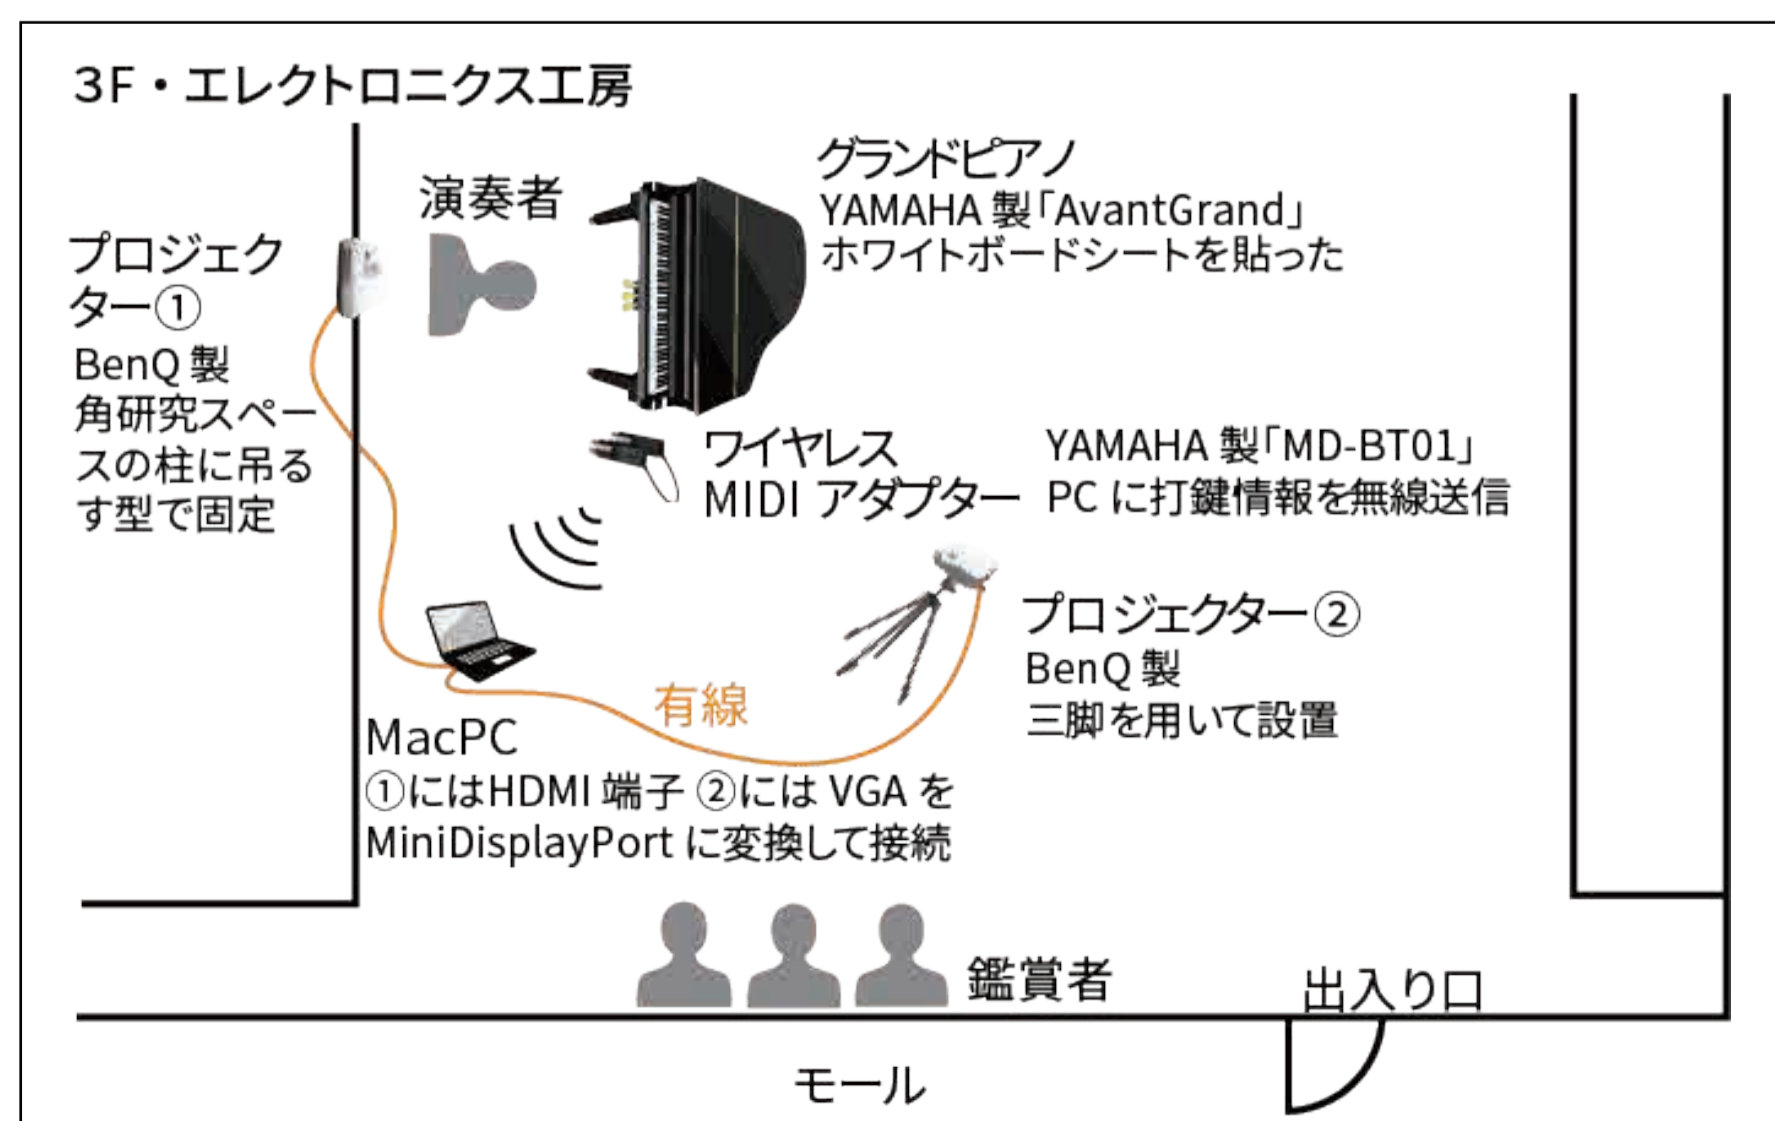 ３F・エレクトロニクス工房
演奏者
グランドピアノ
YAMAHA 製「AvantGrand」
ホワイトボードシートを貼った
プロジェク
ター①
BenQ 製
角研究スペー
スの柱に吊る
す型で固定
ワイヤレス
MIDI アダプター
YAMAHA 製「MD-BT01」
PC に打鍵情報を無線送信
プロジェクター②
BenQ 製
三脚を用いて設置
有線
MacPC
①にはHDMI 端子 ②には VGA を
MiniDisplayPort に変換して接続
鑑賞者
出入り口
モール